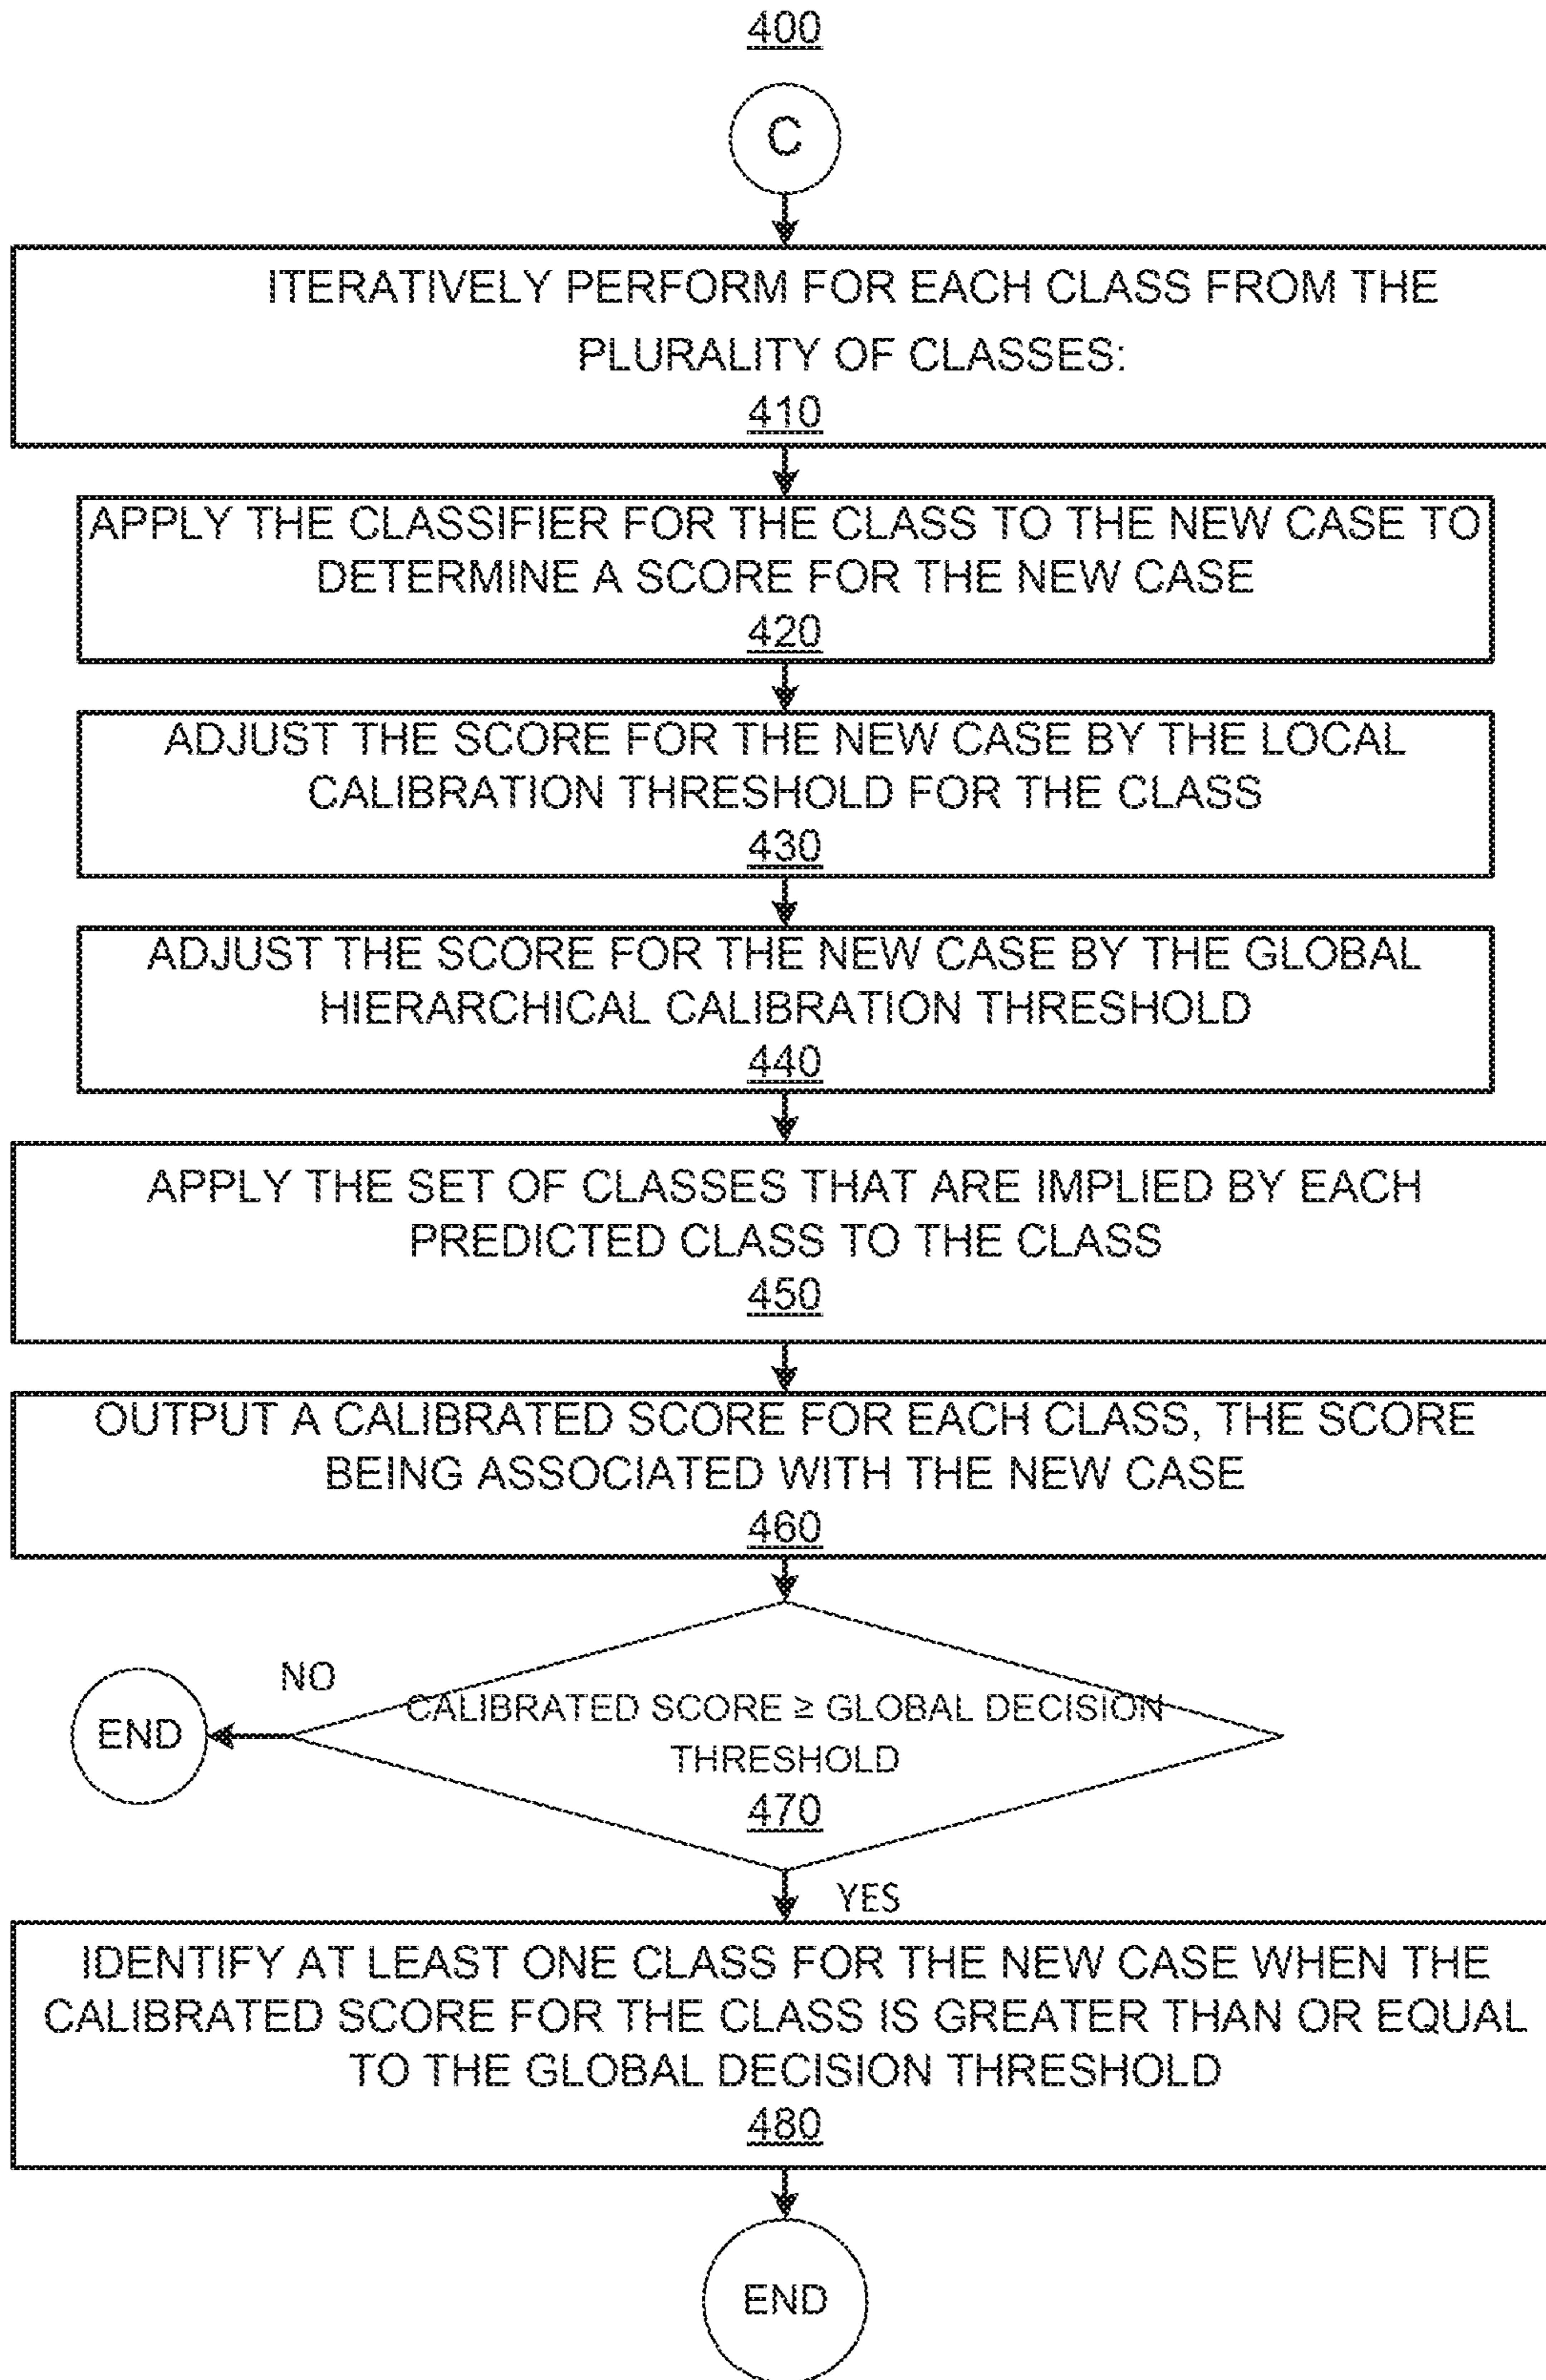 400
C
ITERATIVELY PERFORM FOR EACH CLASS FROM THE
PLURALITY OF CLASSES:
410
APPLY THE CLASSIFIER FOR THE CLASS TO THE NEW CASE TO
DETERMINE A SCORE FOR THE NEW CASE
420
ADJUST THE SCORE FOR THE NEW CASE BY THE LOCAL
CALIBRATION THRESHOLD FOR THE CLASS
430
ADJUST THE SCORE FOR THE NEW CASE BY THE GLOBAL
HIERARCHICAL CALIBRATION THRESHOLD
440
APPLY THE SET OF CLASSES THAT ARE IMPLIED BY EACH
PREDICTED CLASS TO THE CLASS
450
OUTPUT A CALIBRATED SCORE FOR EACH CLASS, THE SCORE
BEING ASSOCIATED WITH THE NEW CASE
460
NO
END
CALIBRATED SCORE ≥ GLOBAL DECISION
THRESHOLD
470
YES
IDENTIFY AT LEAST ONE CLASS FOR THE NEW CASE WHEN THE
CALIBRATED SCORE FOR THE CLASS IS GREATER THAN OR EQUAL
TO THE GLOBAL DECISION THRESHOLD
480
END